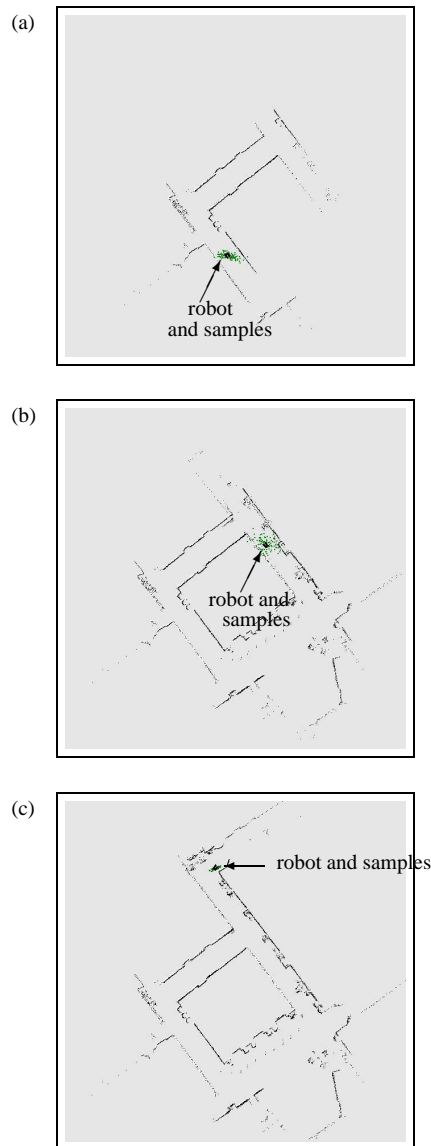 (a)
robot
and samples
(b)
robot and
samples
(c)
robot and samples